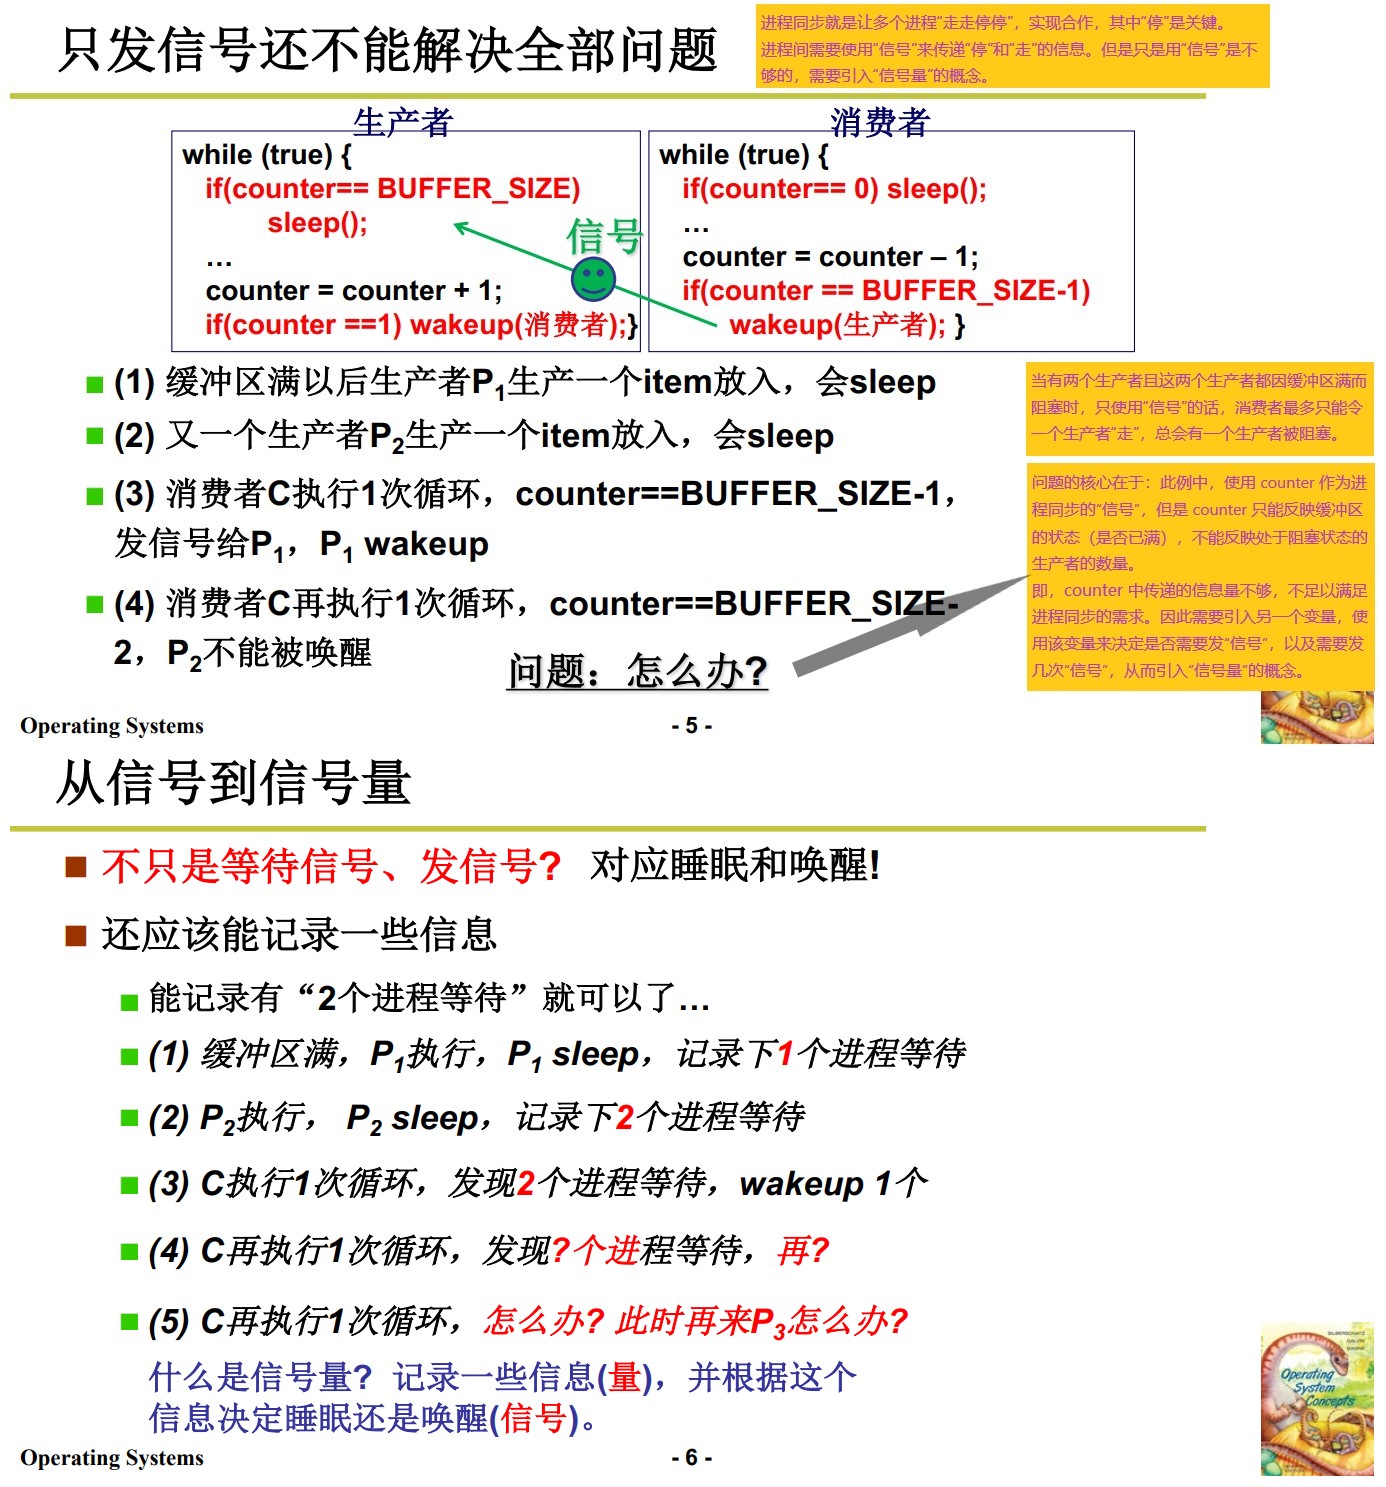 只发信号还不能解决全部问题
进程同步就是让多个进程“走走停停”，实现合作，其中“停”是关键。
进程间需要使用“信号”来传递“停”和“走”的信息。但是只是用“信号”是不
够的，需要引入“信号量”的概念。
生产者
while (true) {
if(counter== BUFFER_SIZE)
sleep();
…
counter = counter + 1;
if(counter ==1) wakeup(消费者);}
信号
消费者
while (true) {
if(counter== 0) sleep();
…
counter = counter – 1;
if(counter == BUFFER_SIZE-1)
wakeup(生产者); }
(1) 缓冲区满以后生产者P1生产一个item放入，会sleep
(2) 又一个生产者P2生产一个item放入，会sleep
(3) 消费者C执行1次循环，counter==BUFFER_SIZE-1，
发信号给P1，P1 wakeup
(4) 消费者C再执行1次循环，counter==BUFFER_SIZE-
2，P2不能被唤醒
问题：怎么办?
当有两个生产者且这两个生产者都因缓冲区满而
阻塞时，只使用“信号”的话，消费者最多只能令
一个生产者“走”，总会有一个生产者被阻塞。
问题的核心在于：此例中，使用 counter 作为进
程同步的“信号”，但是 counter 只能反映缓冲区
的状态（是否已满），不能反映处于阻塞状态的
生产者的数量。
即，counter 中传递的信息量不够，不足以满足
进程同步的需求。因此需要引入另一个变量，使
用该变量来决定是否需要发“信号”，以及需要发
几次“信号”，从而引入“信号量”的概念。
Operating Systems
- 5 -
从信号到信号量
不只是等待信号、发信号? 对应睡眠和唤醒!
还应该能记录一些信息
能记录有“2个进程等待”就可以了…
(1) 缓冲区满，P1执行，P1 sleep，记录下1个进程等待
(2) P2执行， P2 sleep，记录下2个进程等待
(3) C执行1次循环，发现2个进程等待，wakeup 1个
(4) C再执行1次循环，发现?个进程等待，再?
(5) C再执行1次循环，怎么办? 此时再来P3怎么办?
什么是信号量? 记录一些信息(量)，并根据这个
信息决定睡眠还是唤醒(信号)。
Operating Systems
- 6 -
SILBERSCHATZ
GALVIN
GAGNE
Operating
System
Concepts